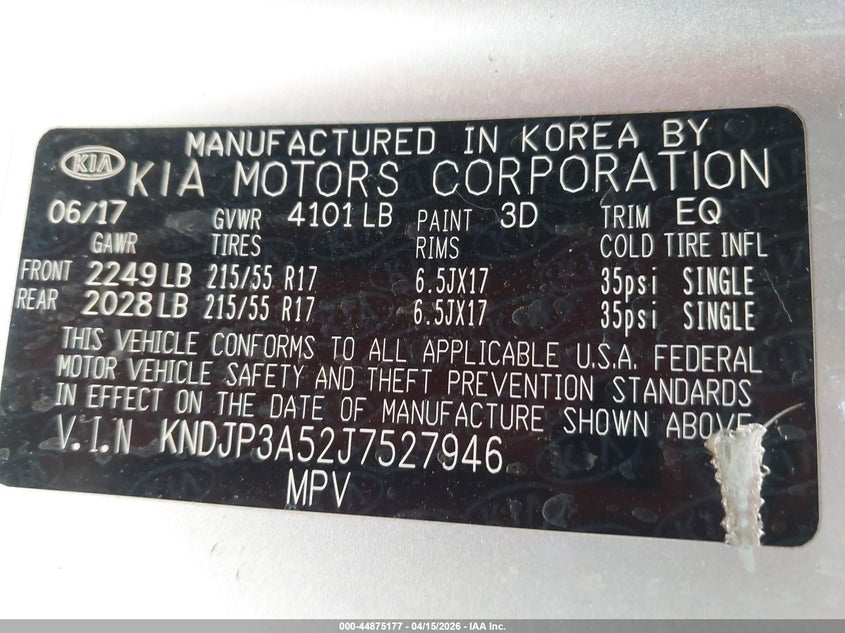 MANUFACTURED IN KOREA BY
KIA KIA MOTORS CORPORATION
06/17 GVWR 4101 LB PAINT 3D TRIM EQ
GAWR TIRES RIMS COLD TIRE INFL
FRONT 2249 LB 215/55 R17 6.5JX17 35psi SINGLE
REAR 2028 LB 215/55 R17 6.5JX17 35psi SINGLE
THIS VEHICLE CONFORMS TO ALL APPLICABLE U.S.A. FEDERAL
MOTOR VEHICLE SAFETY AND THEFT PREVENTION STANDARDS
IN EFFECT ON THE DATE OF MANUFACTURE SHOWN ABOVE.
V.I.N KNDJP3A52J7527946
MPV
000-44875177 - 04/15/2026 - IAA Inc.